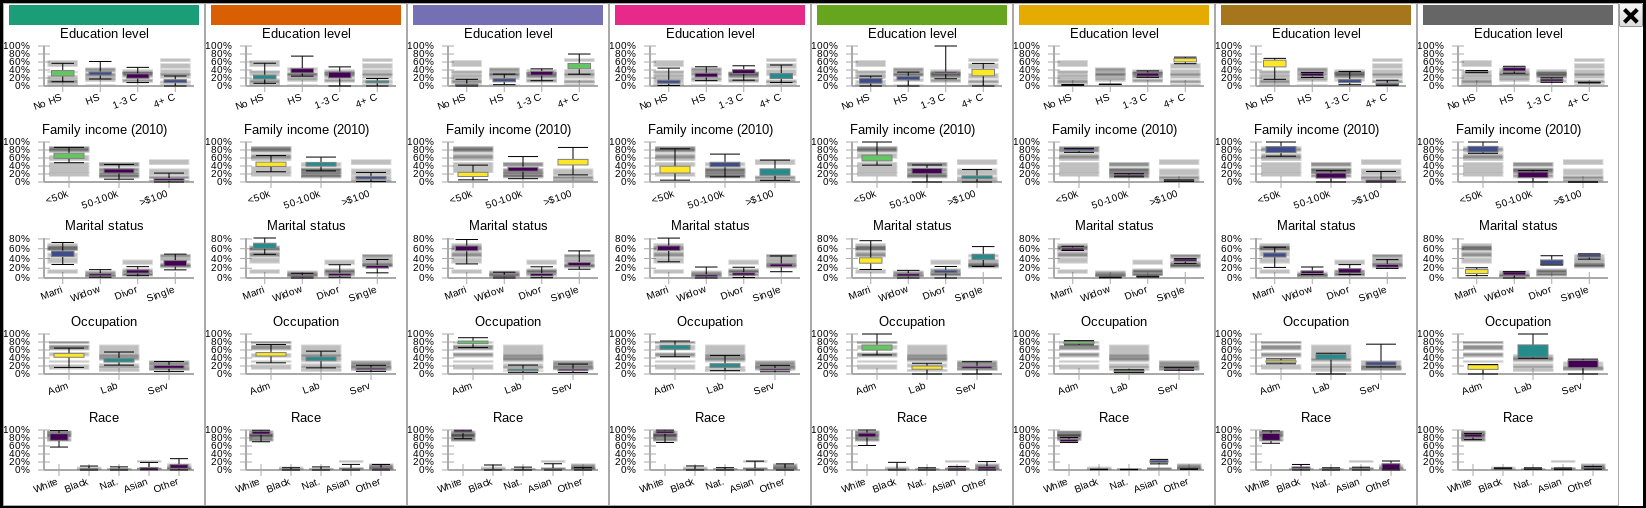 Education level Education level Education level Education level Education level Education level Education level Education level
100% 100% 100% 100% 100% 100% 100% 100%
80% 80% 80% 80% 80% 80% 80% 80%
60% 60% 60% 60% 60% 60% 60% 60%
40% 40% 40% 40% 40% 40% 40% 40%
20% 20% 20% 20% 20% 20% 20% 20%
0% 0% 0% 0% 0% 0% 0% 0%
No HS HS 1-3 C 4+ C No HS HS 1-3 C 4+ C No HS HS 1-3 C 4+ C No HS HS 1-3 C 4+ C No HS HS 1-3 C 4+ C No HS HS 1-3 C 4+ C No HS HS 1-3 C 4+ C No HS HS 1-3 C 4+ C
Family income (2010) Family income (2010) Family income (2010) Family income (2010) Family income (2010) Family income (2010) Family income (2010) Family income (2010)
100% 100% 100% 100% 100% 100% 100% 100%
80% 80% 80% 80% 80% 80% 80% 80%
60% 60% 60% 60% 60% 60% 60% 60%
40% 40% 40% 40% 40% 40% 40% 40%
20% 20% 20% 20% 20% 20% 20% 20%
0% 0% 0% 0% 0% 0% 0% 0%
<50k 50-100k >$100 <50k 50-100k >$100 <50k 50-100k >$100 <50k 50-100k >$100 <50k 50-100k >$100 <50k 50-100k >$100 <50k 50-100k >$100 <50k 50-100k >$100
Marital status Marital status Marital status Marital status Marital status Marital status Marital status Marital status
80% 80% 80% 80% 80% 80% 80% 80%
60% 60% 60% 60% 60% 60% 60% 60%
40% 40% 40% 40% 40% 40% 40% 40%
20% 20% 20% 20% 20% 20% 20% 20%
0% 0% 0% 0% 0% 0% 0% 0%
Marri Widow Divor Single Marri Widow Divor Single Marri Widow Divor Single Marri Widow Divor Single Marri Widow Divor Single Marri Widow Divor Single Marri Widow Divor Single Marri Widow Divor Single
Occupation Occupation Occupation Occupation Occupation Occupation Occupation Occupation
100% 100% 100% 100% 100% 100% 100% 100%
80% 80% 80% 80% 80% 80% 80% 80%
60% 60% 60% 60% 60% 60% 60% 60%
40% 40% 40% 40% 40% 40% 40% 40%
20% 20% 20% 20% 20% 20% 20% 20%
0% 0% 0% 0% 0% 0% 0% 0%
Adm Lab Serv Adm Lab Serv Adm Lab Serv Adm Lab Serv Adm Lab Serv Adm Lab Serv Adm Lab Serv Adm Lab Serv
Race Race Race Race Race Race Race Race
100% 100% 100% 100% 100% 100% 100% 100%
80% 80% 80% 80% 80% 80% 80% 80%
60% 60% 60% 60% 60% 60% 60% 60%
40% 40% 40% 40% 40% 40% 40% 40%
20% 20% 20% 20% 20% 20% 20% 20%
0% 0% 0% 0% 0% 0% 0% 0%
White Black Nat. Asian Other White Black Nat. Asian Other White Black Nat. Asian Other White Black Nat. Asian Other White Black Nat. Asian Other White Black Nat. Asian Other White Black Nat. Asian Other White Black Nat. Asian Other